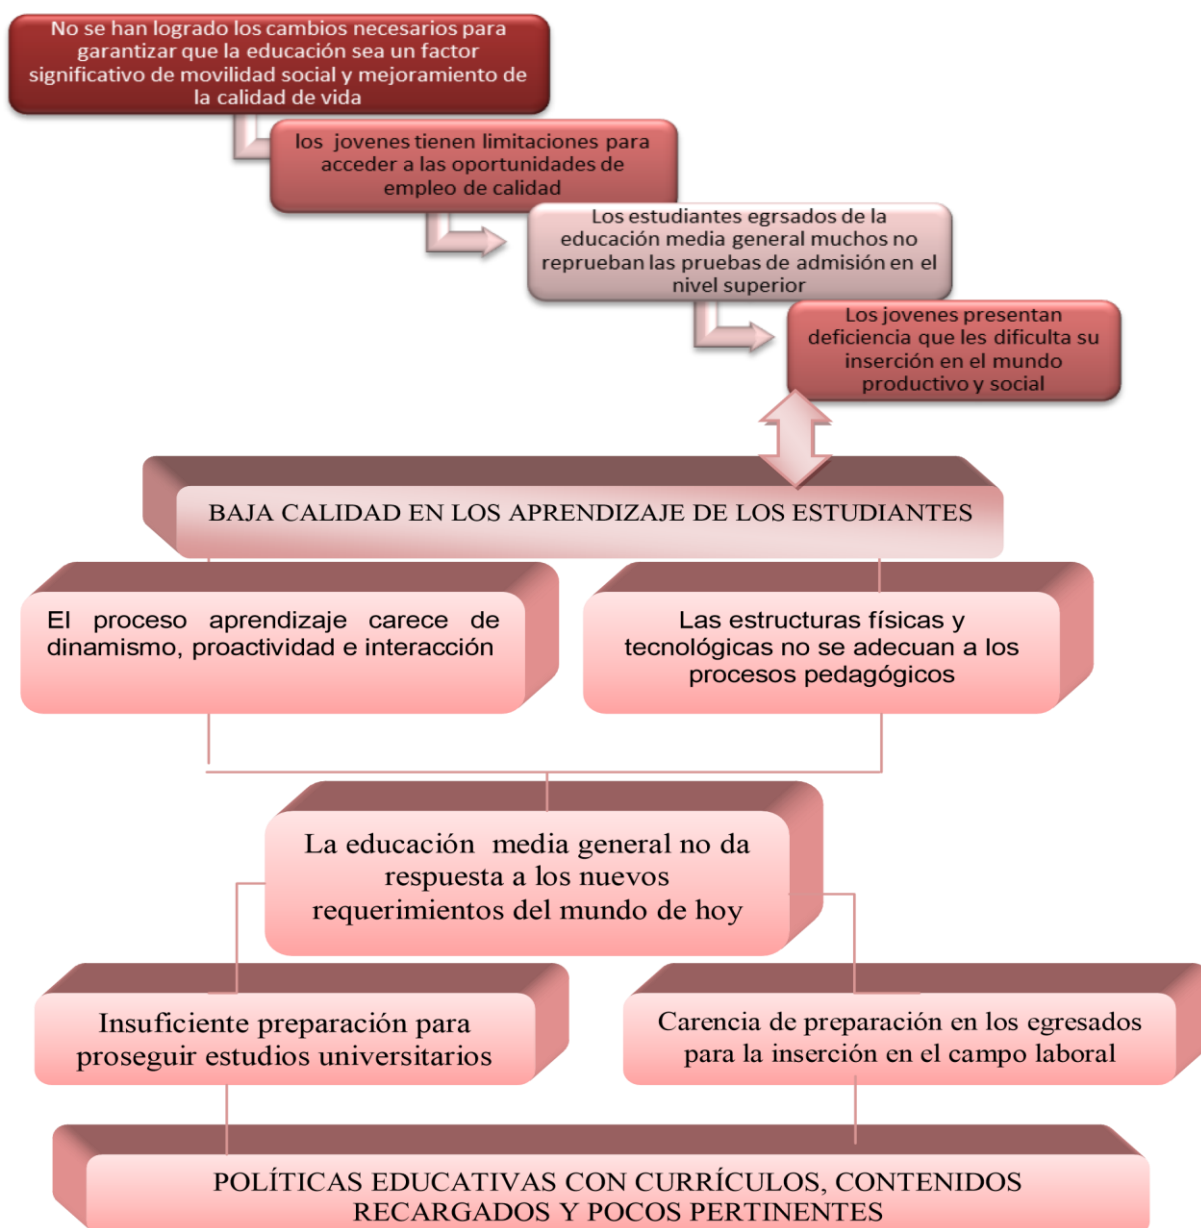 No se han logrado los cambios necesarios para
garantizar que la educación sea un factor
significativo de movilidad social y mejoramiento de
la calidad de vida
los jovenes tienen limitaciones para
acceder a las oportunidades de
empleo de calidad
Los estudiantes egrsados de la
educación media general muchos no
reprueban las pruebas de admisión en el
nivel superior
Los jovenes presentan
deficiencia que les dificulta su
inserción en el mundo
productivo y social
BAJA CALIDAD EN LOS APRENDIZAJE DE LOS ESTUDIANTES
El proceso aprendizaje carece de
dinamismo, proactividad e interacción
Las estructuras físicas y
tecnológicas no se adecuan a los
procesos pedagógicos
La educación media general no da
respuesta a los nuevos
requerimientos del mundo de hoy
Insuficiente preparación para
proseguir estudios universitarios
Carencia de preparación en los egresados
para la inserción en el campo laboral
POLÍTICAS EDUCATIVAS CON CURRÍCULOS, CONTENIDOS
RECARGADOS Y POCOS PERTINENTES